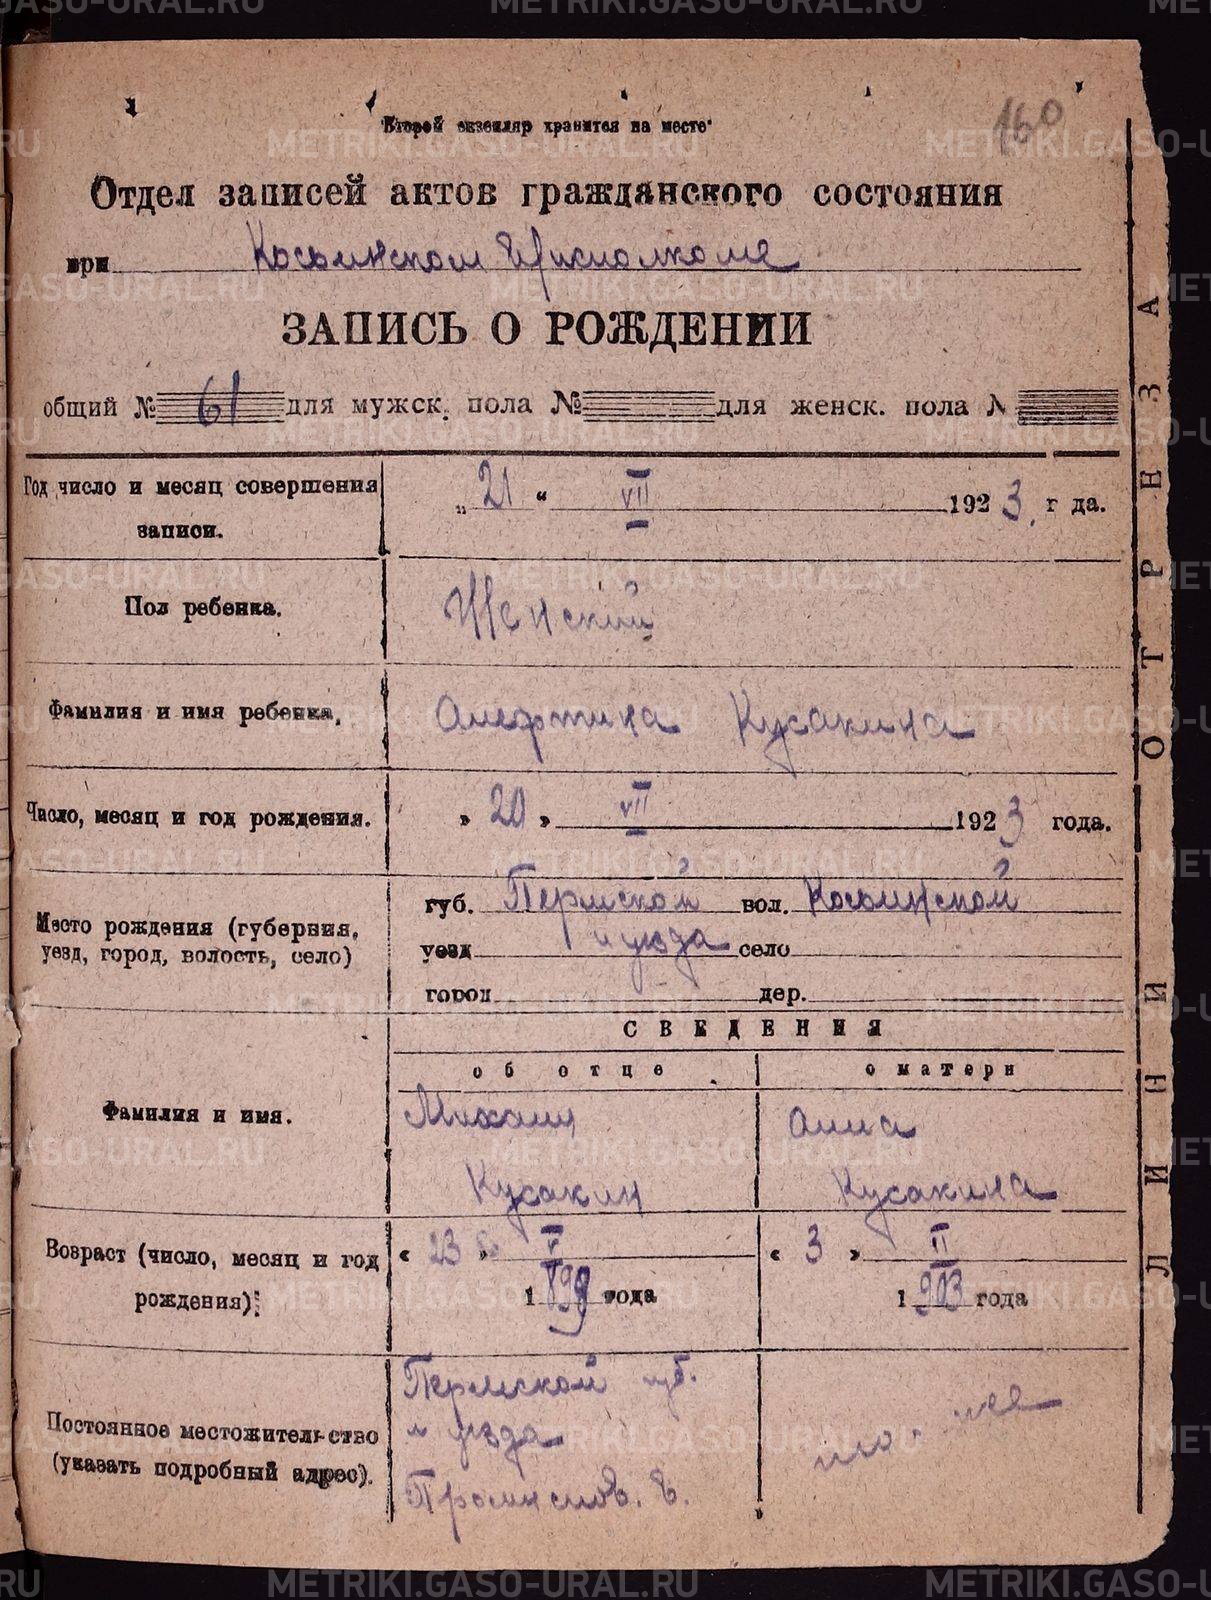 160
Второй экземпляр хранится на месте
Отдел записей актов гражданского состояния
при Косьинском
ЗАПИСЬ О РОЖДЕНИИ
общий № 61 для мужск. пола № для женск. пола №
Год, число и месяц совершения записи. „ 21 “ VII 1923 г да.
Пол ребенка. Женский
Фамилия и имя ребенка. Алефтина Кусакина
Число, месяц и год рождения. » 20 » VII 1923 года.
Место рождения (губерния, уезд, город, волость, село)
губ. Пермской вол. Косьинской
уезд и уезда село
город дер.
СВЕДЕНИЯ
об отце о матери
Фамилия и имя.
Михаил Анна
Кусакин Кусакина
Возраст (число, месяц и год рождения):
« 23 » V « 3 » II
1899 года 1903 года
Постоянное местожительство (указать подробный адрес).
Пермской губ.
и уезда
то-же
ЛИНИЯ ОТРЕЗА
METRIKI.GASO-URAL.RU